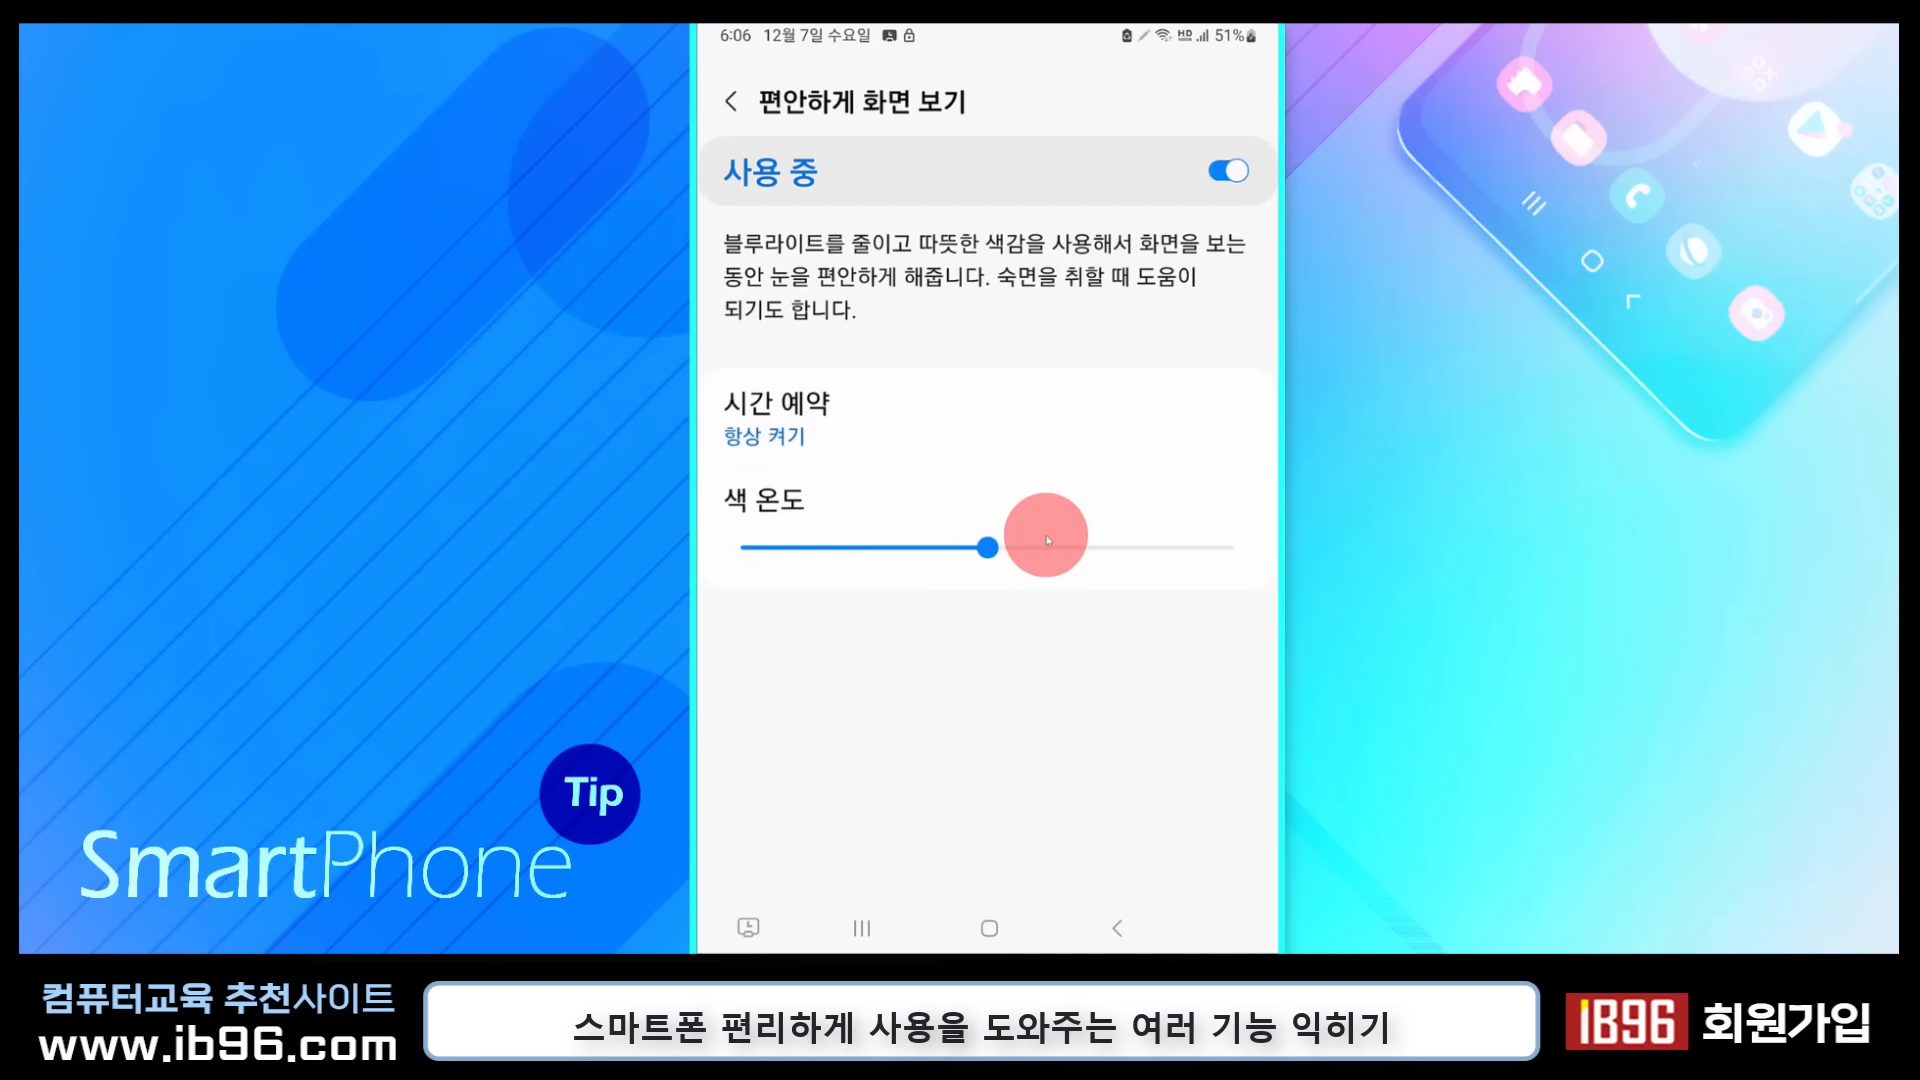 6:06 12월 7일 수요일
HD 51%
편안하게 화면 보기
사용 중
블루라이트를 줄이고 따뜻한 색감을 사용해서 화면을 보는
동안 눈을 편안하게 해줍니다. 숙면을 취할 때 도움이
되기도 합니다.
시간 예약
항상 켜기
색 온도
Tip
SmartPhone
컴퓨터교육 추천사이트
www.ib96.com
스마트폰 편리하게 사용을 도와주는 여러 기능 익히기
IB96 회원가입